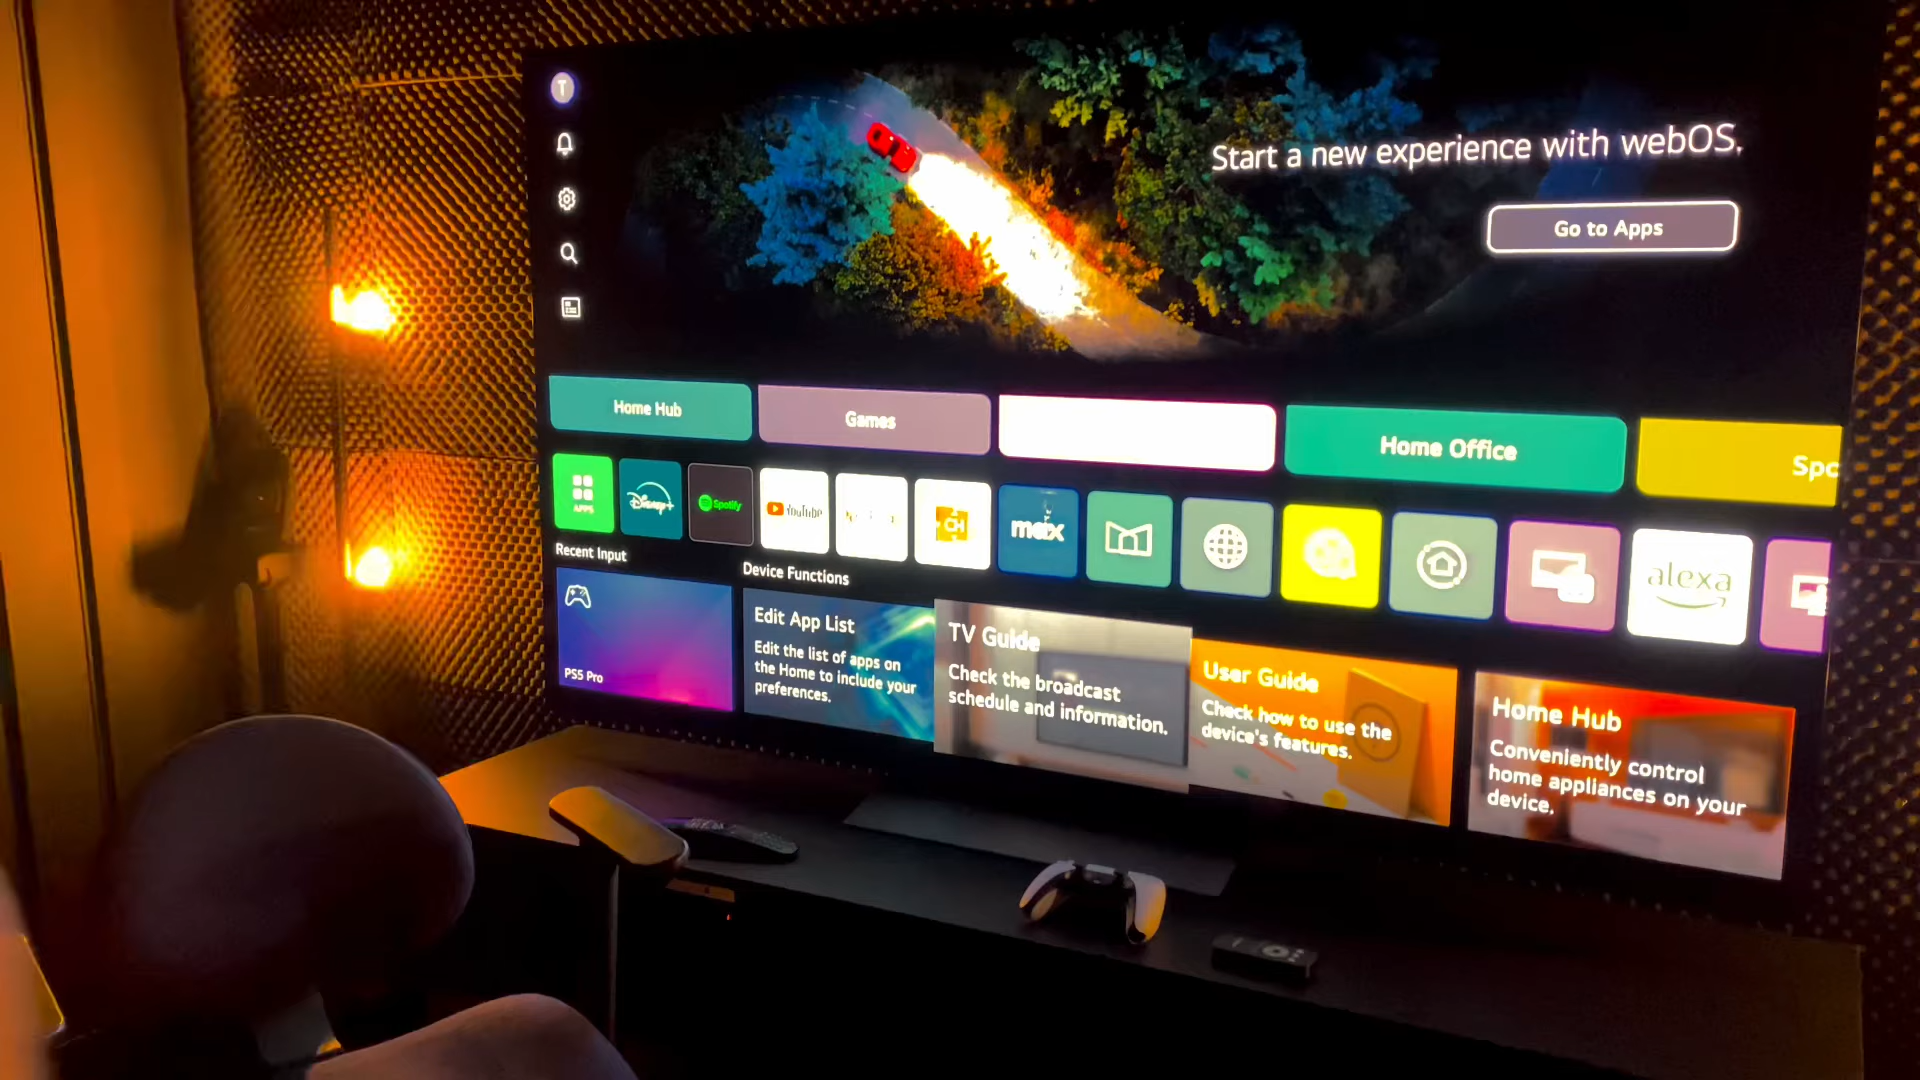 T
Start a new experience with webOS.
Go to Apps
Home Hub
Games
Home Office
Spo
APPS
Disney+
Spotify
YouTube
CH
max
alexa
Recent Input
Device Functions
PS5 Pro
Edit App List
Edit the list of apps on
the Home to include your
preferences.
TV Guide
Check the broadcast
schedule and information.
User Guide
Check how to use the
device's features.
Home Hub
Conveniently control
home appliances on your
device.